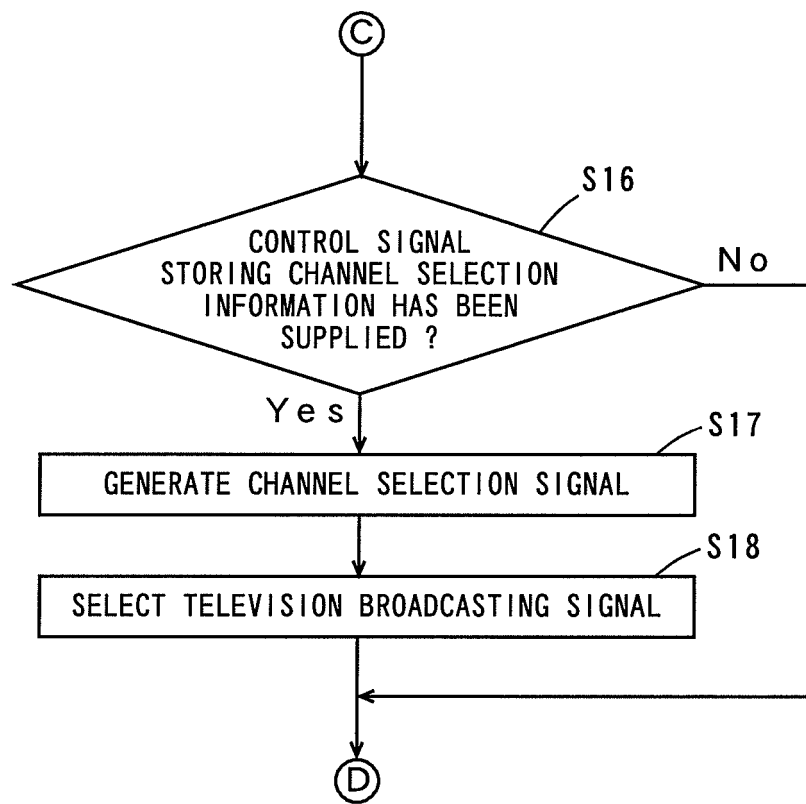 C
S16
CONTROL SIGNAL
STORING CHANNEL SELECTION
INFORMATION HAS BEEN
SUPPLIED ?
No
Yes
S17
GENERATE CHANNEL SELECTION SIGNAL
S18
SELECT TELEVISION BROADCASTING SIGNAL
D